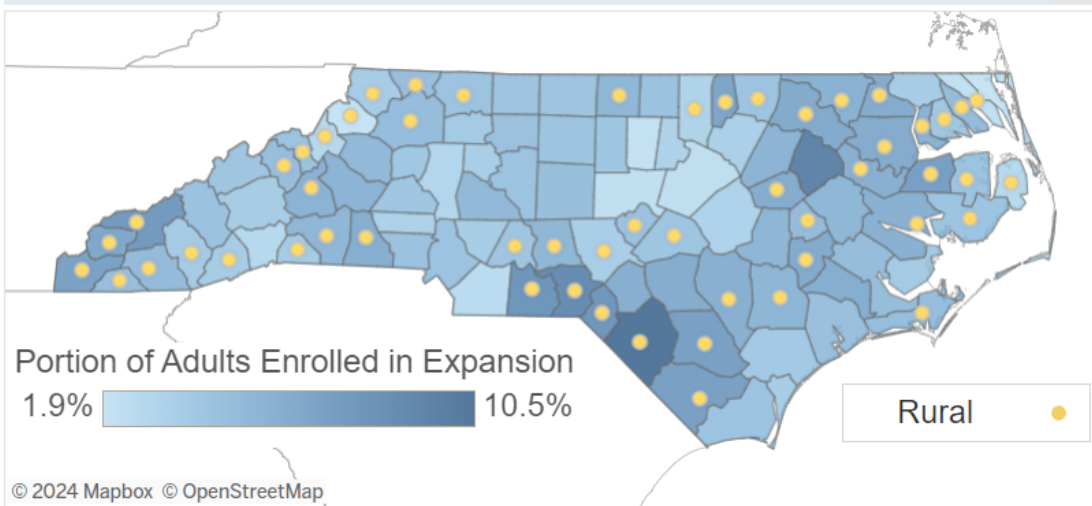 Portion of Adults Enrolled in Expansion
1.9% 10.5%
Rural
© 2024 Mapbox © OpenStreetMap